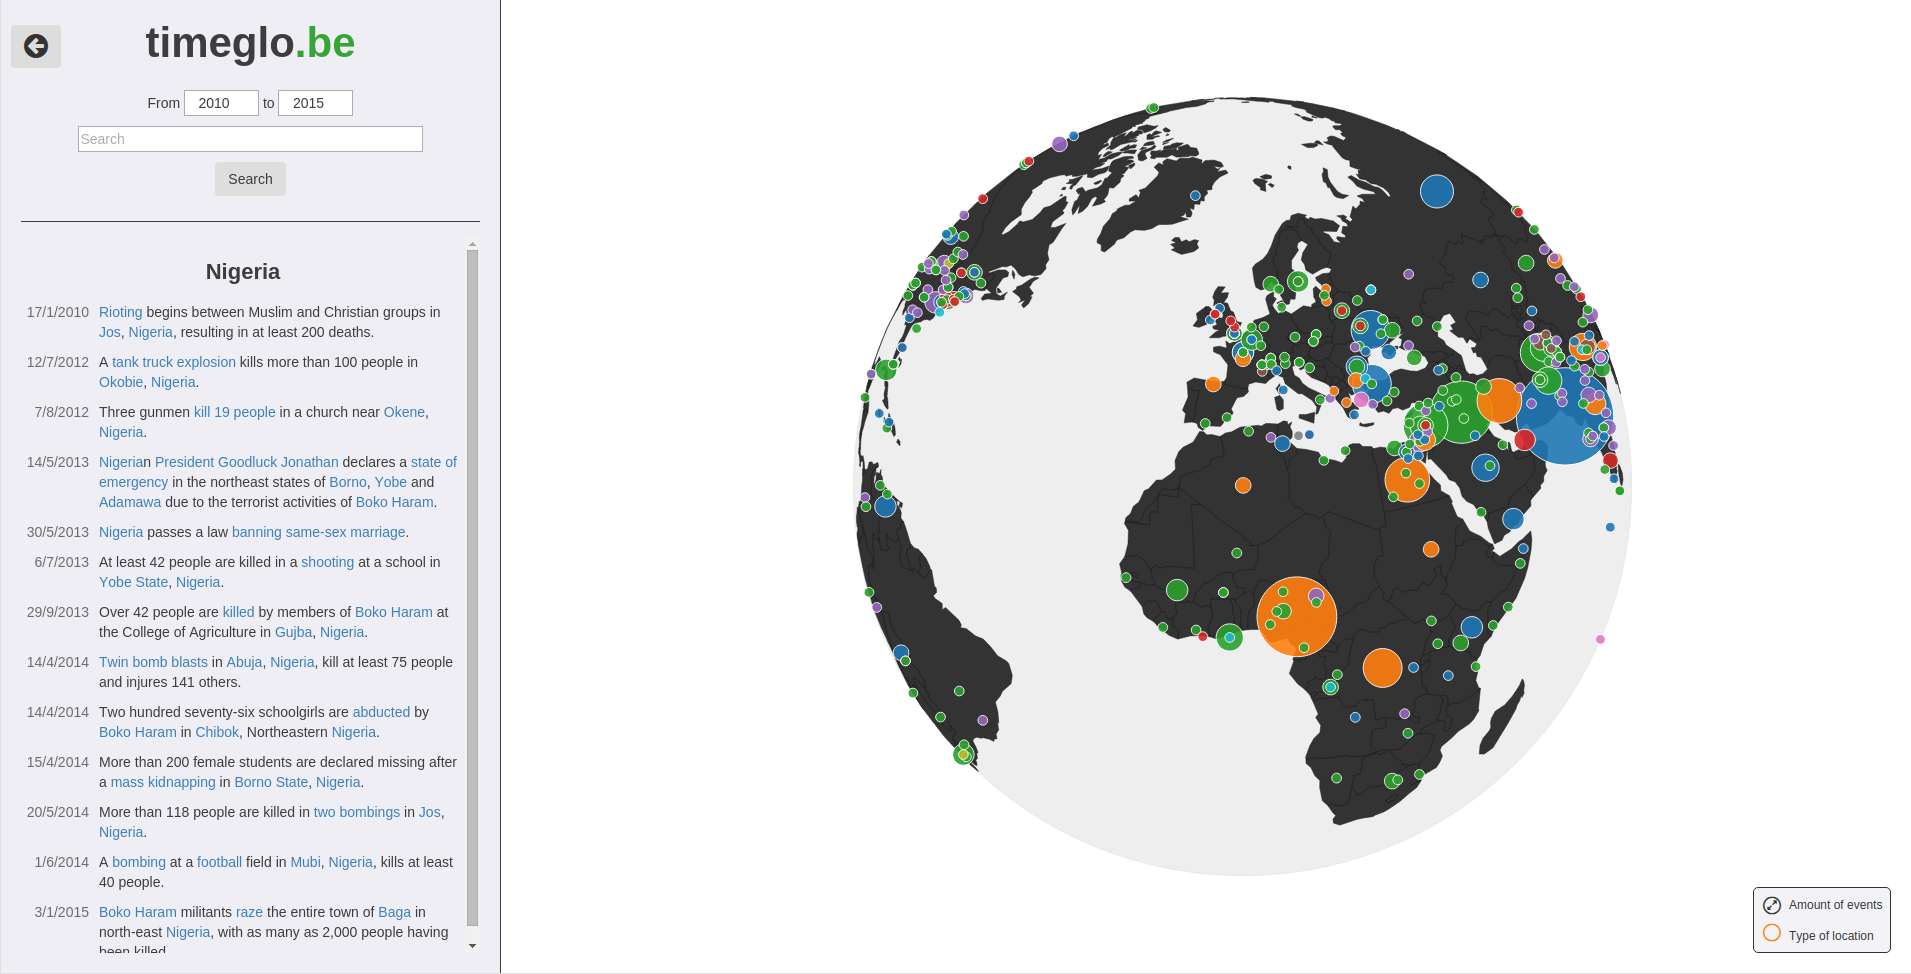 timeglo.be
From 2010 to 2015
Search
Search
Nigeria
17/1/2010 Rioting begins between Muslim and Christian groups in
Jos, Nigeria, resulting in at least 200 deaths.
12/7/2012 A tank truck explosion kills more than 100 people in
Okobie, Nigeria.
7/8/2012 Three gunmen kill 19 people in a church near Okene,
Nigeria.
14/5/2013 Nigerian President Goodluck Jonathan declares a state of
emergency in the northeast states of Borno, Yobe and
Adamawa due to the terrorist activities of Boko Haram.
30/5/2013 Nigeria passes a law banning same-sex marriage.
6/7/2013 At least 42 people are killed in a shooting at a school in
Yobe State, Nigeria.
29/9/2013 Over 42 people are killed by members of Boko Haram at
the College of Agriculture in Gujba, Nigeria.
14/4/2014 Twin bomb blasts in Abuja, Nigeria, kill at least 75 people
and injures 141 others.
14/4/2014 Two hundred seventy-six schoolgirls are abducted by
Boko Haram in Chibok, Northeastern Nigeria.
15/4/2014 More than 200 female students are declared missing after
a mass kidnapping in Borno State, Nigeria.
20/5/2014 More than 118 people are killed in two bombings in Jos,
Nigeria.
1/6/2014 A bombing at a football field in Mubi, Nigeria, kills at least
40 people.
3/1/2015 Boko Haram militants raze the entire town of Baga in
north-east Nigeria, with as many as 2,000 people having
been killed
Amount of events
Type of location